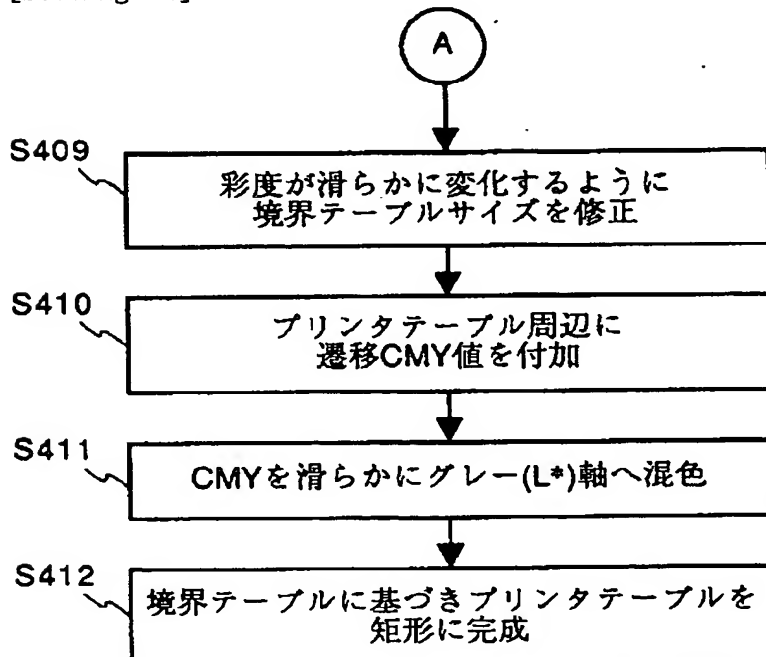 A
S409
彩度が滑らかに変化するように
境界テーブルサイズを修正
S410
プリンタテーブル周辺に
遷移CMY値を付加
S411
CMYを滑らかにグレー(L*)軸へ混色
S412
境界テーブルに基づきプリンタテーブルを
矩形に完成